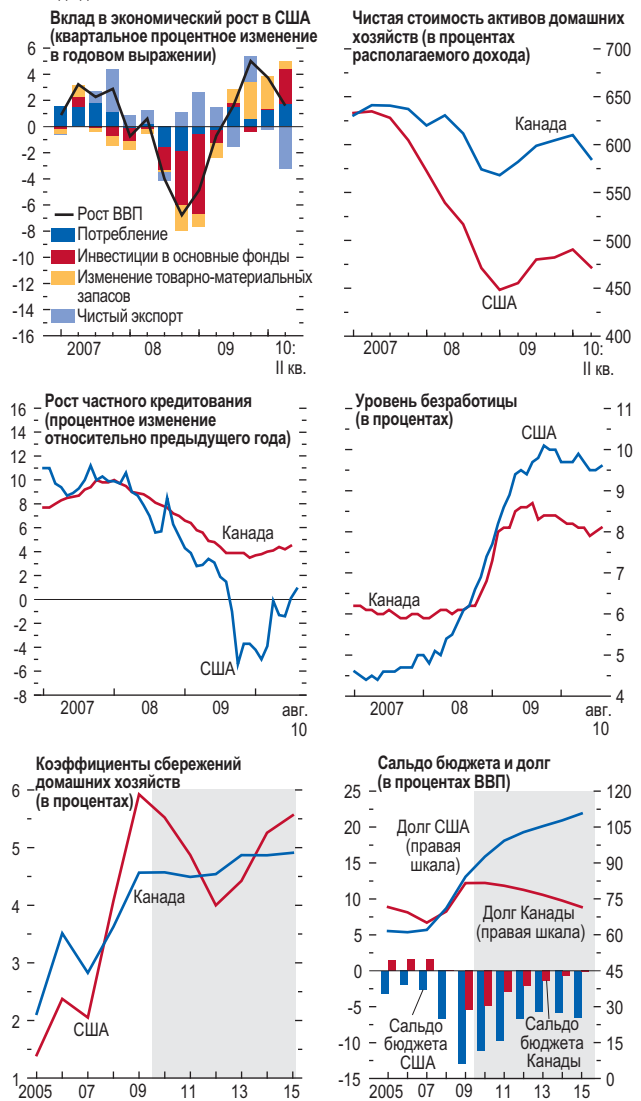 Вклад в экономический рост в США
(квартальное процентное изменение
в годовом выражении)
6
4
2
0
-2
-4
-6
-8
-10
-12
-14
-16
Рост ВВП
Потребление
Инвестиции в основные фонды
Изменение товарно-материальных
запасов
Чистый экспорт
2007
08
09
10:
II кв.
Чистая стоимость активов домашних
хозяйств (в процентах
располагаемого дохода)
700
650
600
550
500
450
400
Канада
США
2007
08
09
10:
II кв.
Рост частного кредитования
(процентное изменение
относительно предыдущего года)
16
14
12
10
8
6
4
2
0
-2
-4
-6
-8
Канада
США
2007
08
09
авг.
10
Уровень безработицы
(в процентах)
11
10
9
8
7
6
5
4
США
Канада
2007
08
09
авг.
10
Коэффициенты сбережений
домашних хозяйств
(в процентах)
6
5
4
3
2
1
Канада
США
2005
07
09
11
13
15
Сальдо бюджета и долг
(в процентах ВВП)
25
20
15
10
5
0
-5
-10
-15
120
105
90
75
60
45
30
15
0
Долг США
(правая
шкала)
Долг Канады
(правая шкала)
Сальдо
бюджета
США
Сальдо
бюджета
Канады
2005
07
09
11
13
15